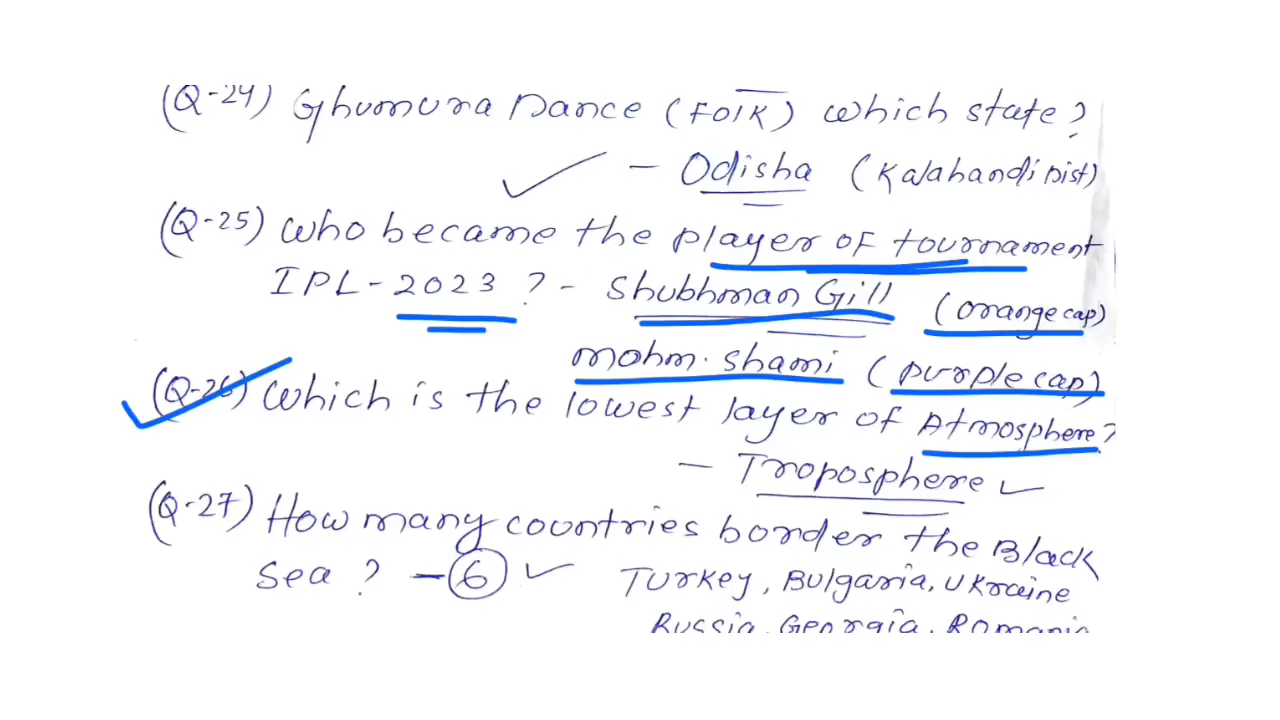 (Q-24) Ghumura Dance (FOlK) which state?
– Odisha (Kalahandi Dist)
(Q-25) Who became the player of tournament
IPL-2023? - Shubhman Gill (orange cap)
mohm. shami (purple cap)
(Q-26) Which is the lowest layer of Atmosphere?
– Troposphere
(Q-27) How many countries border the Black
Sea? – 6 Turkey, Bulgaria, Ukraine
Russia, Georgia, Romania